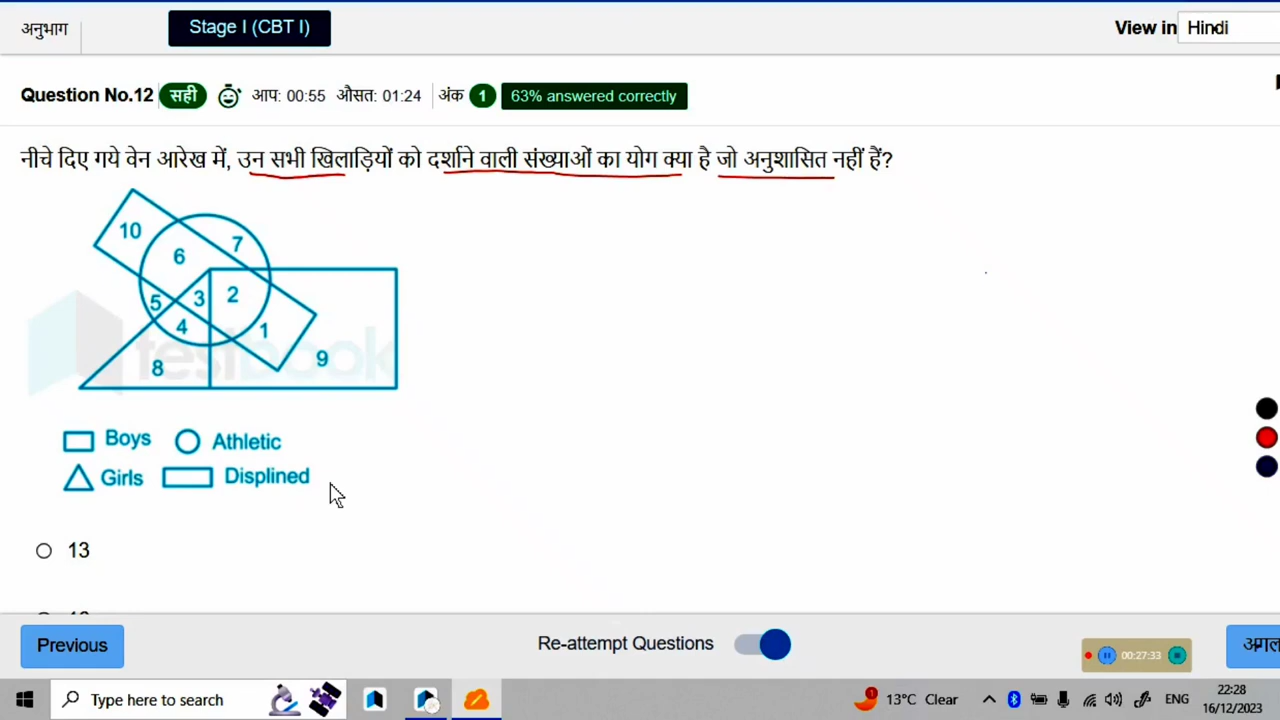 अनुभाग
Stage I (CBT I)
View in
Hindi
Question No.12
सही
आप: 00:55
औसत: 01:24
अंक
1
63% answered correctly
नीचे दिए गये वेन आरेख में, उन सभी खिलाड़ियों को दर्शाने वाली संख्याओं का योग क्या है जो अनुशासित नहीं हैं?
10
7
6
5
3
2
4
1
8
9
testbook
Boys
Athletic
Girls
Displined
13
Previous
Re-attempt Questions
00:27:33
Type here to search
1
13°C Clear
ENG
22:28
16/12/2023